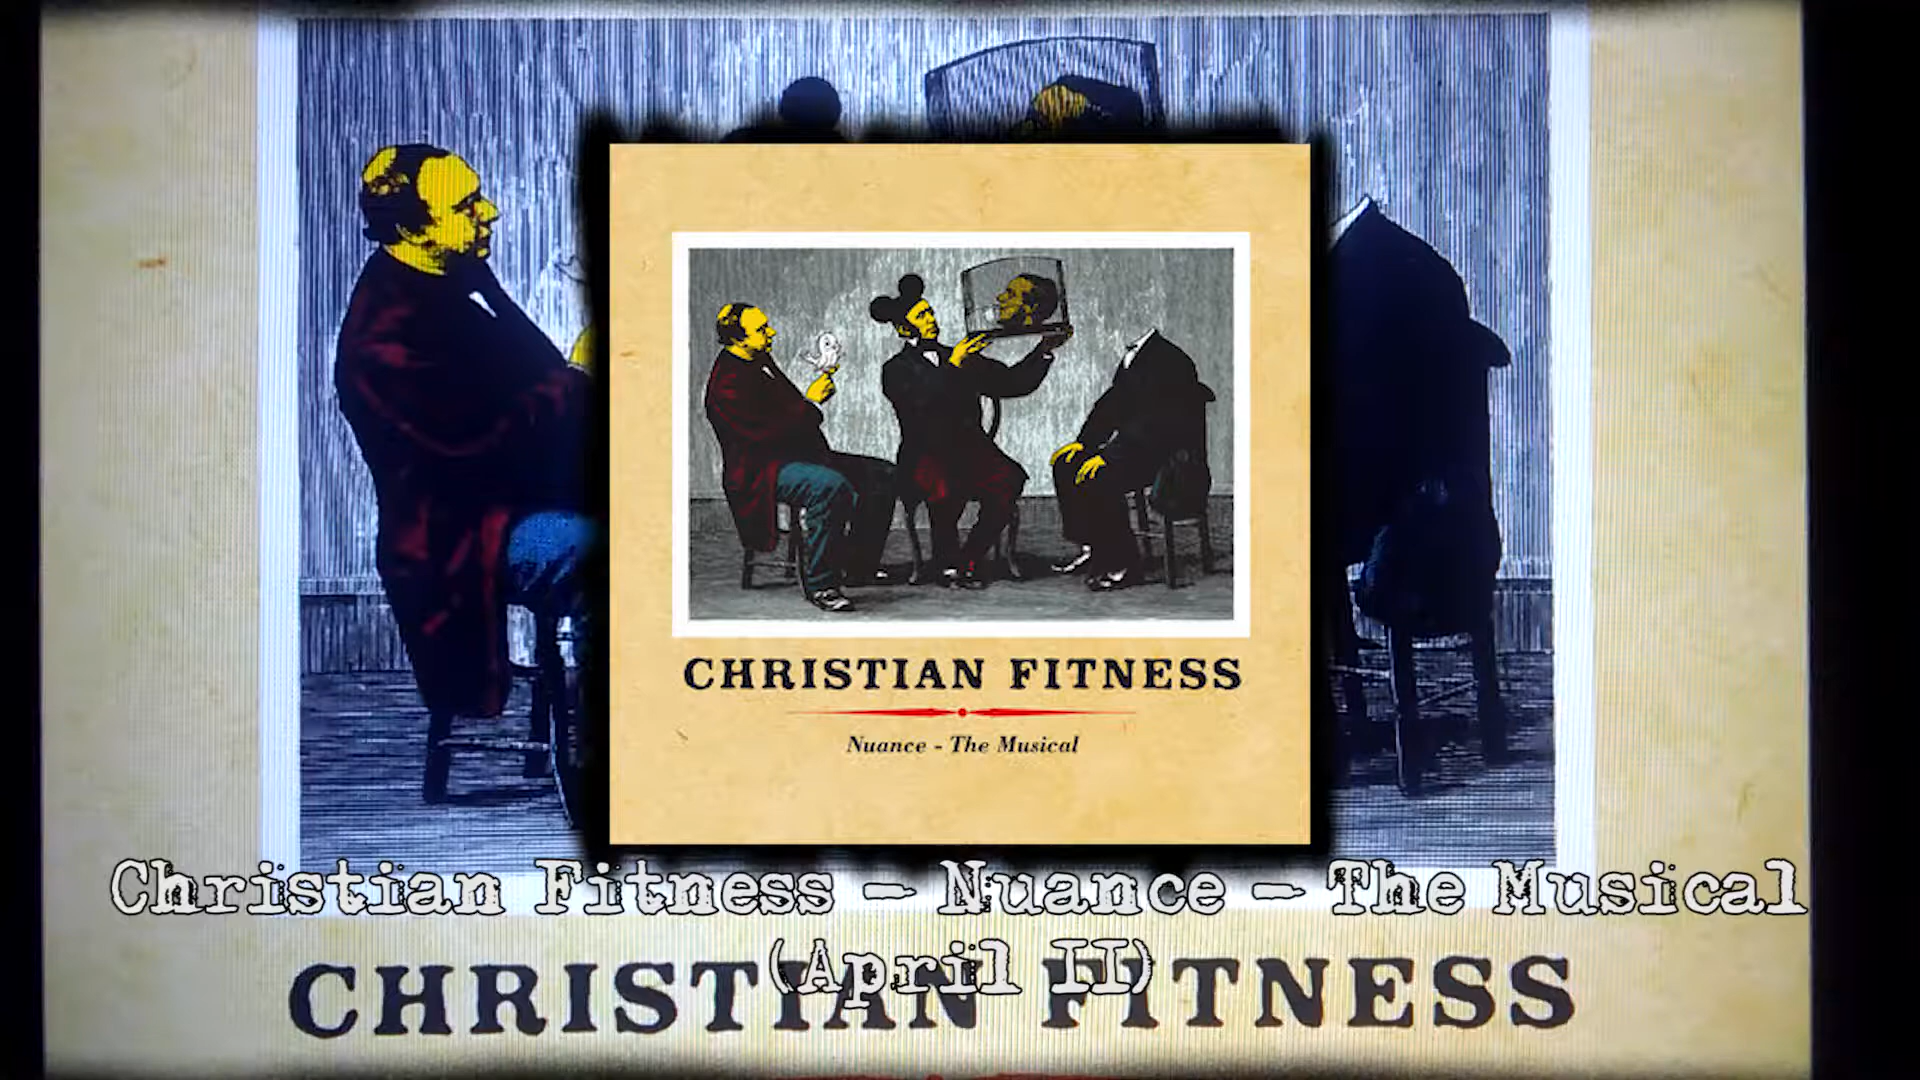 CHRISTIAN FITNESS
Nuance - The Musical
Christian Fitness - Nuance - The Musical
(April II)
CHRISTIAN FITNESS